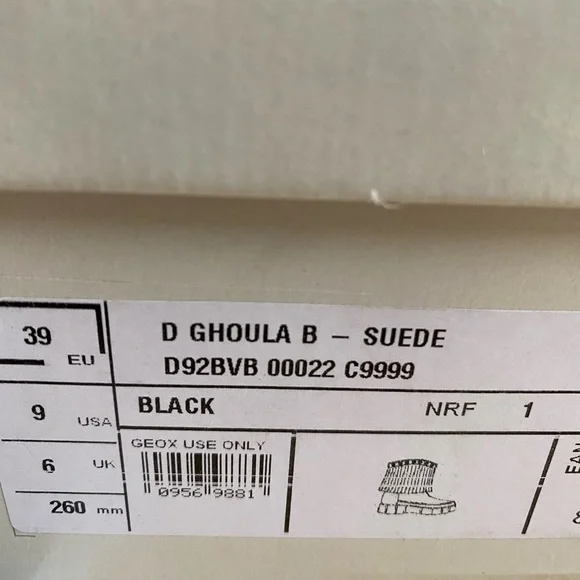 39 EU
D GHOULA B – SUEDE
D92BVB 00022 C9999
9 USA
BLACK NRF 1
6 UK
GEOX USE ONLY
0956 9881
260 mm
EAN